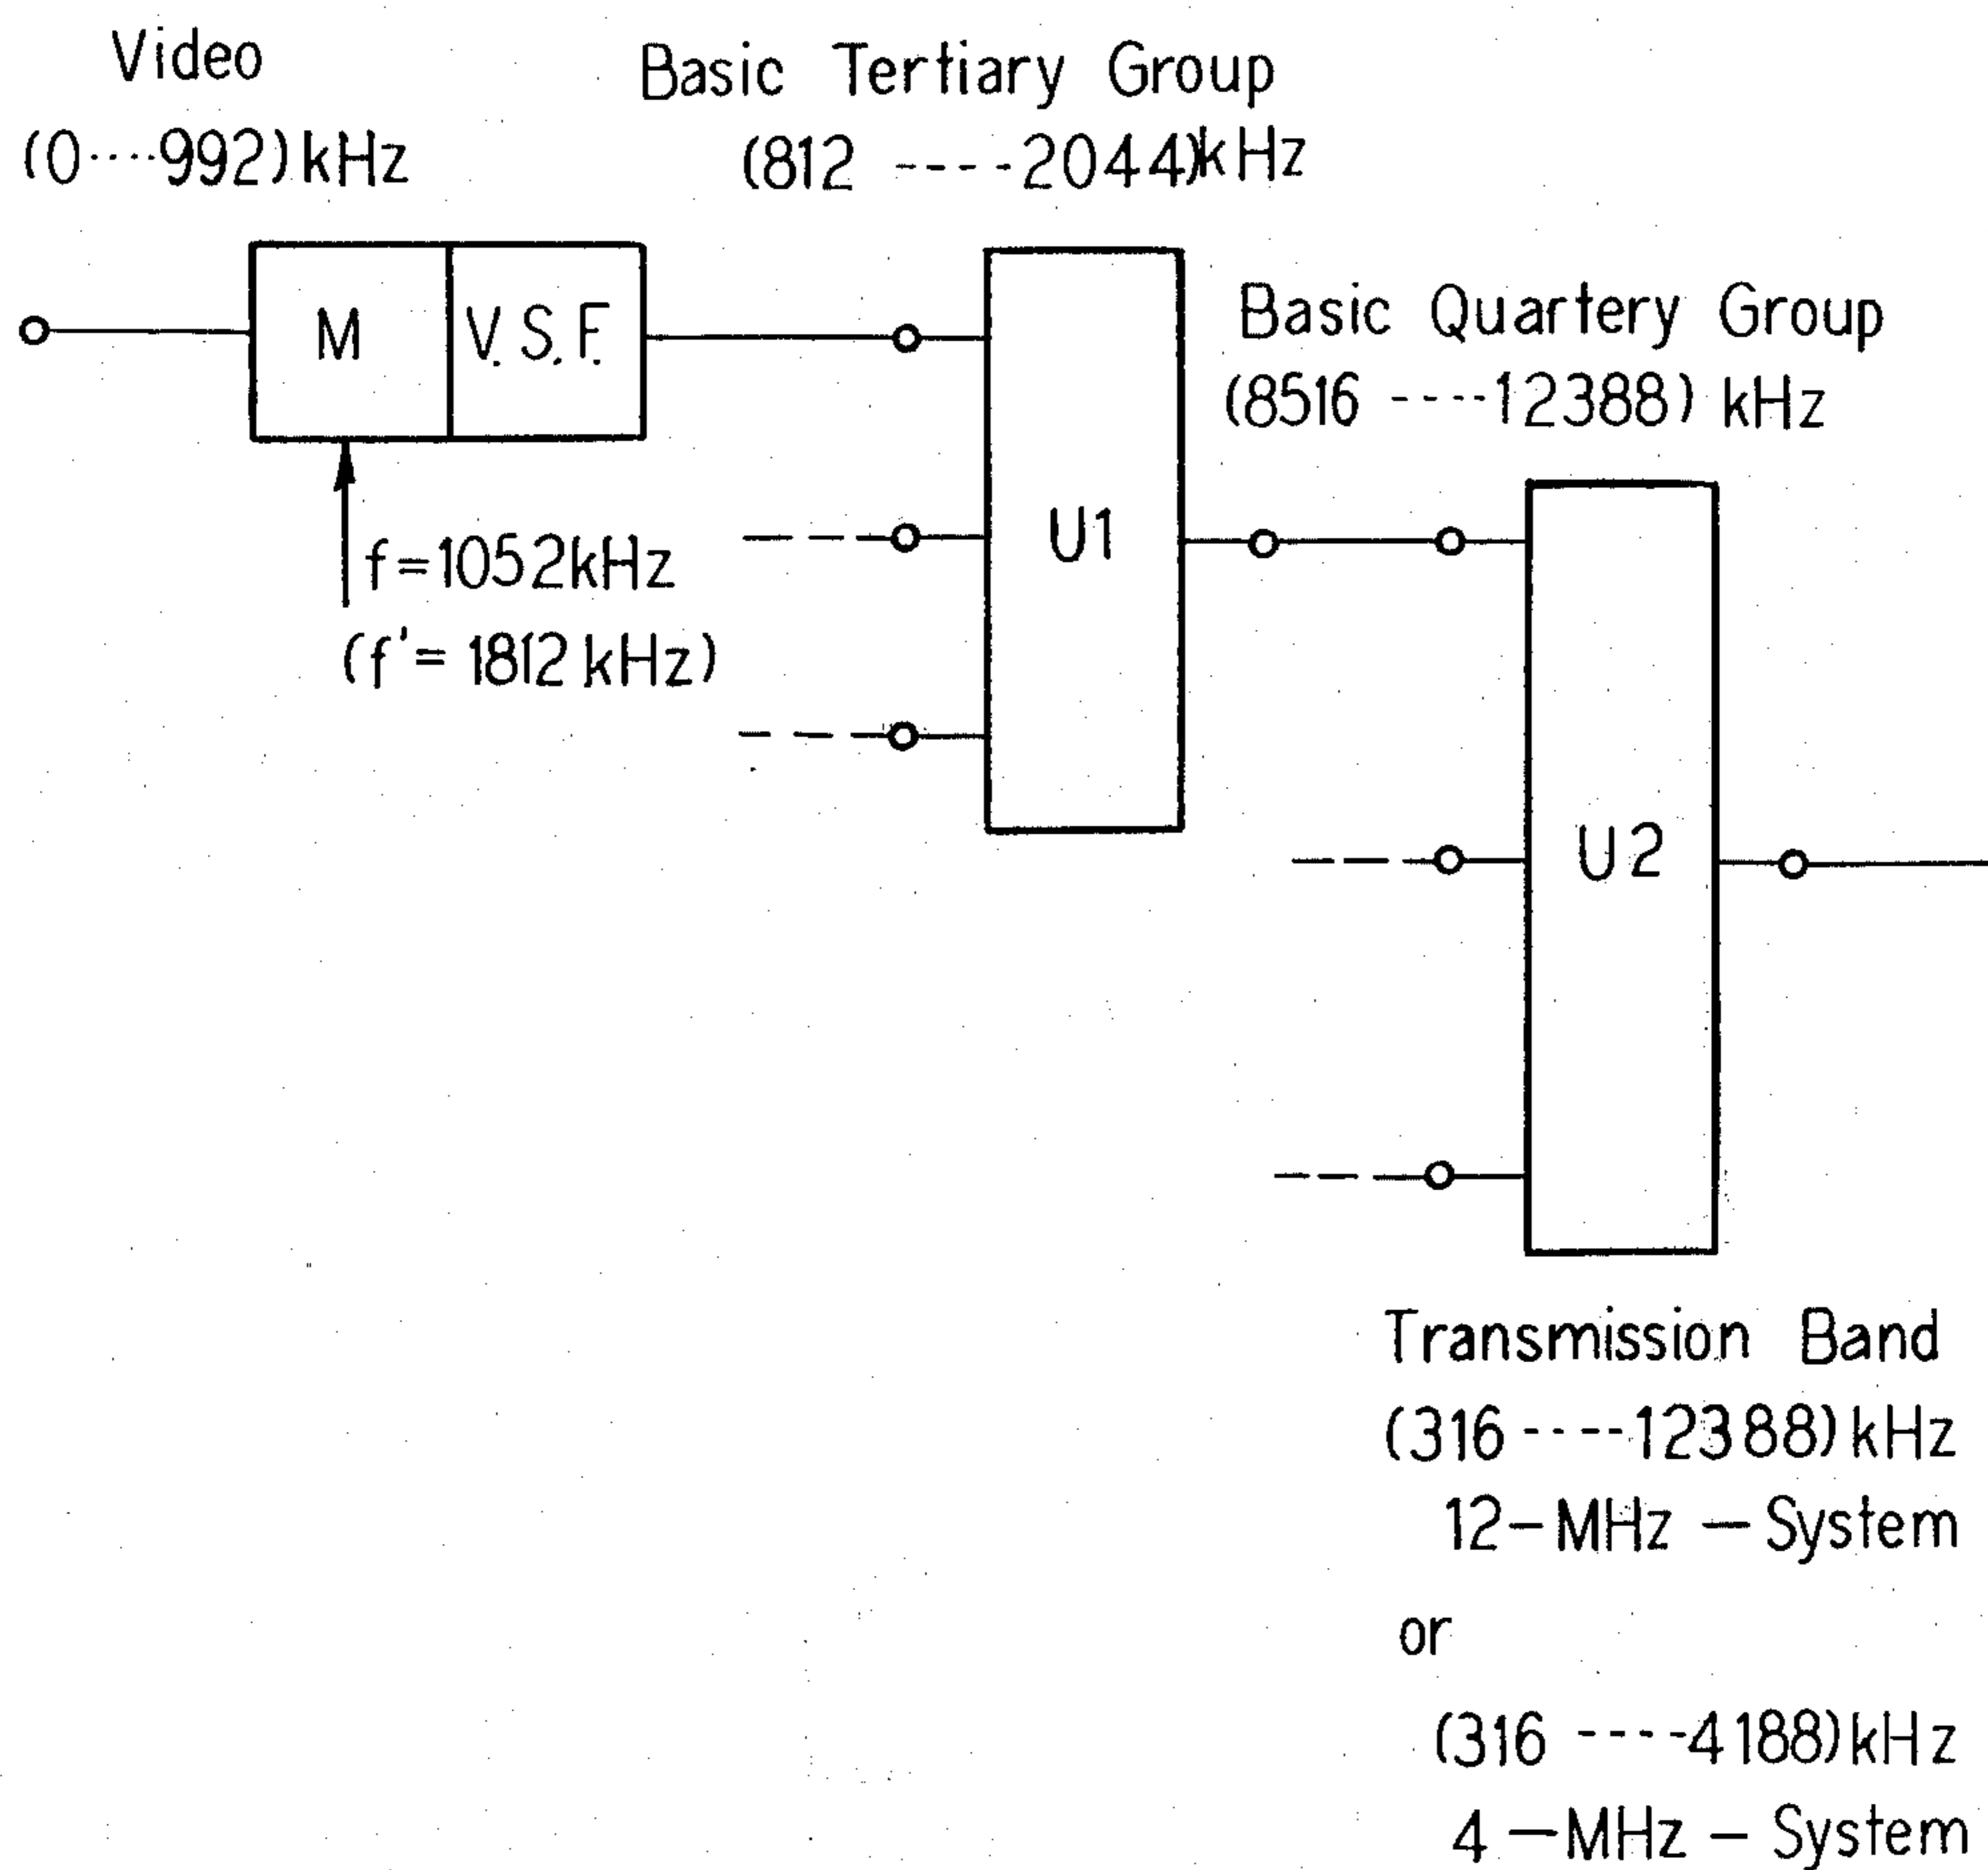 Video
(0----992) kHz
Basic Tertiary Group
(812 ----2044)kHz
M
V.S.F.
f=1052kHz
(f'= 1812 kHz)
U1
Basic Quartery Group
(8516 ----12388) kHz
U2
Transmission Band
(316 ----12388) kHz
12-MHz - System
or
(316 ----4188) kHz
4 -MHz - System